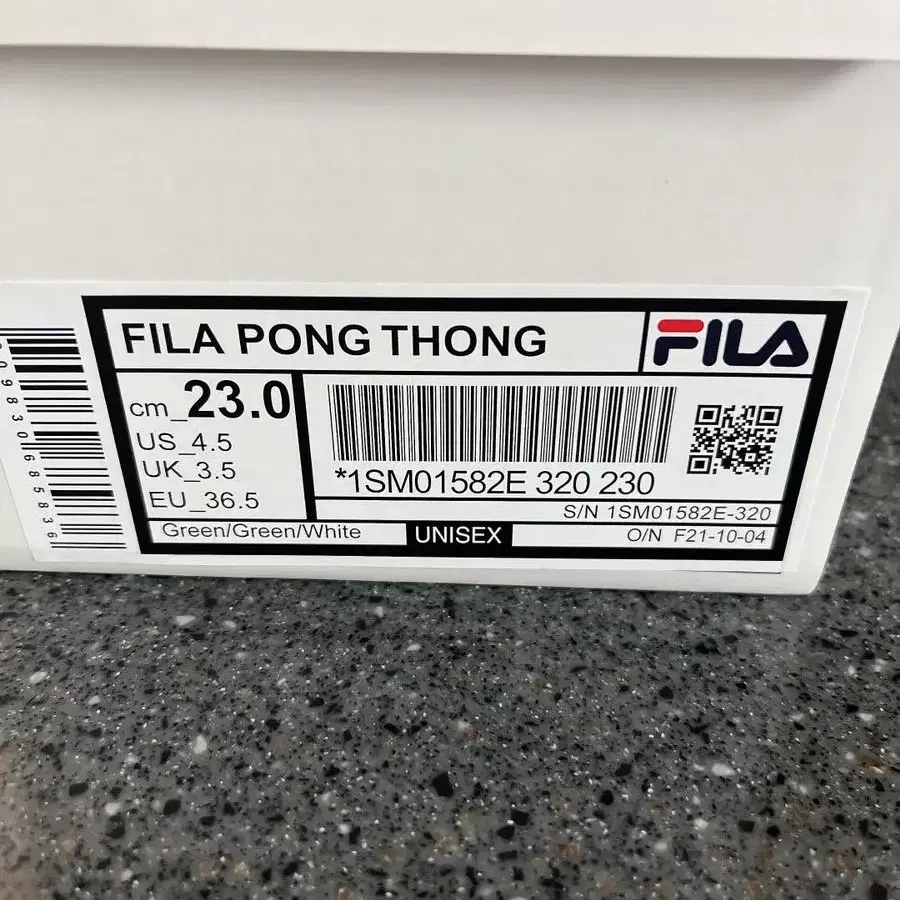 FILA PONG THONG
FILA
cm_23.0
US_4.5
UK_3.5
EU_36.5
*1SM01582E 320 230
S/N 1SM01582E-320
Green/Green/White
UNISEX
O/N F21-10-04